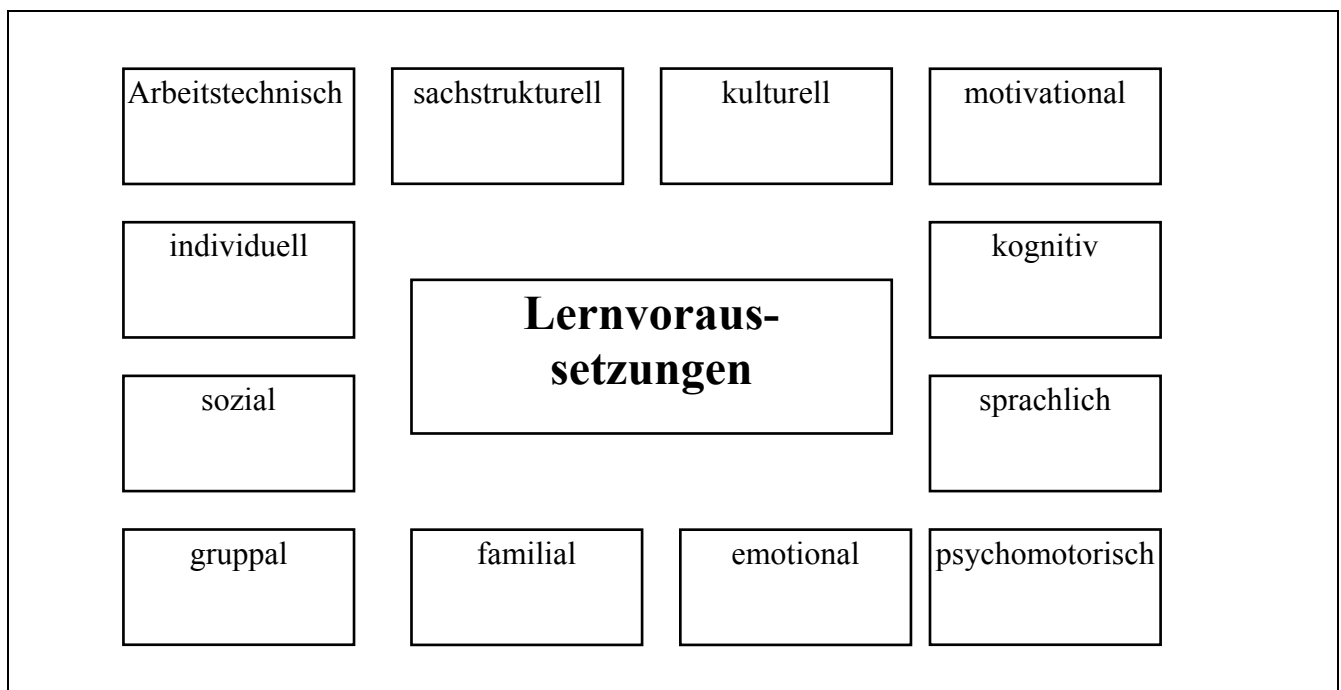 Arbeitstechnisch
sachstrukturell
kulturell
motivational
individuell
kognitiv
Lernvoraus-
setzungen
sozial
sprachlich
gruppal
familial
emotional
psychomotorisch